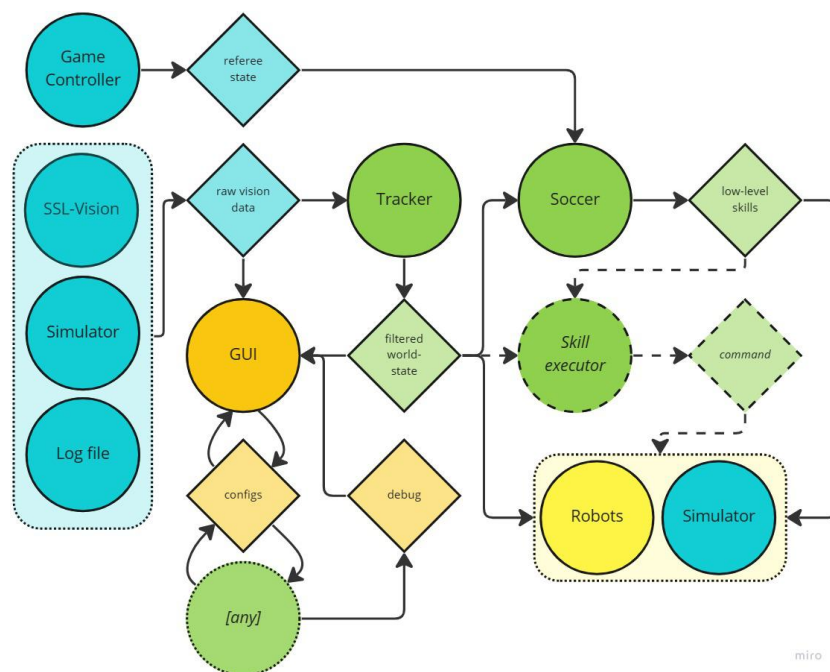 Game
Controller
referee
state
SSL-Vision
raw vision
data
Tracker
Soccer
low-level
skills
Simulator
GUI
filtered
world-
state
Skill
executor
command
Log file
configs
debug
Robots
Simulator
[any]
miro